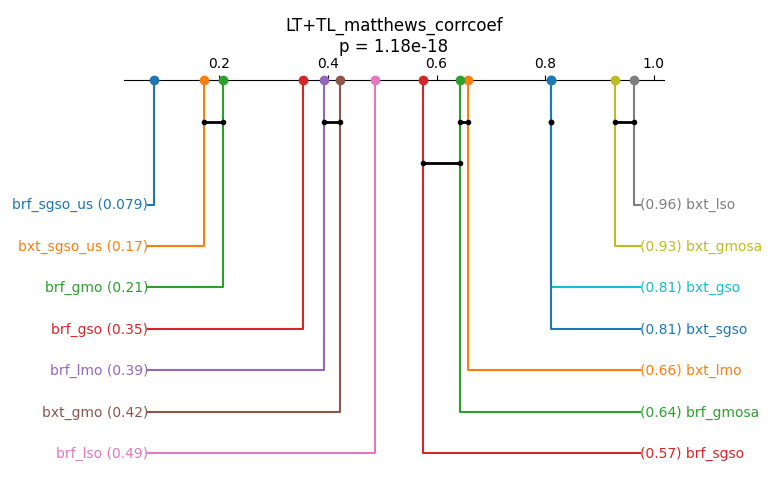 LT+TL_matthews_corrcoef
p = 1.18e-18
0.2 0.4 0.6 0.8 1.0
brf_sgso_us (0.079)
(0.96) bxt_lso
bxt_sgso_us (0.17)
(0.93) bxt_gmosa
brf_gmo (0.21)
(0.81) bxt_gso
brf_gso (0.35)
(0.81) bxt_sgso
brf_lmo (0.39)
(0.66) bxt_lmo
bxt_gmo (0.42)
(0.64) brf_gmosa
brf_lso (0.49)
(0.57) brf_sgso